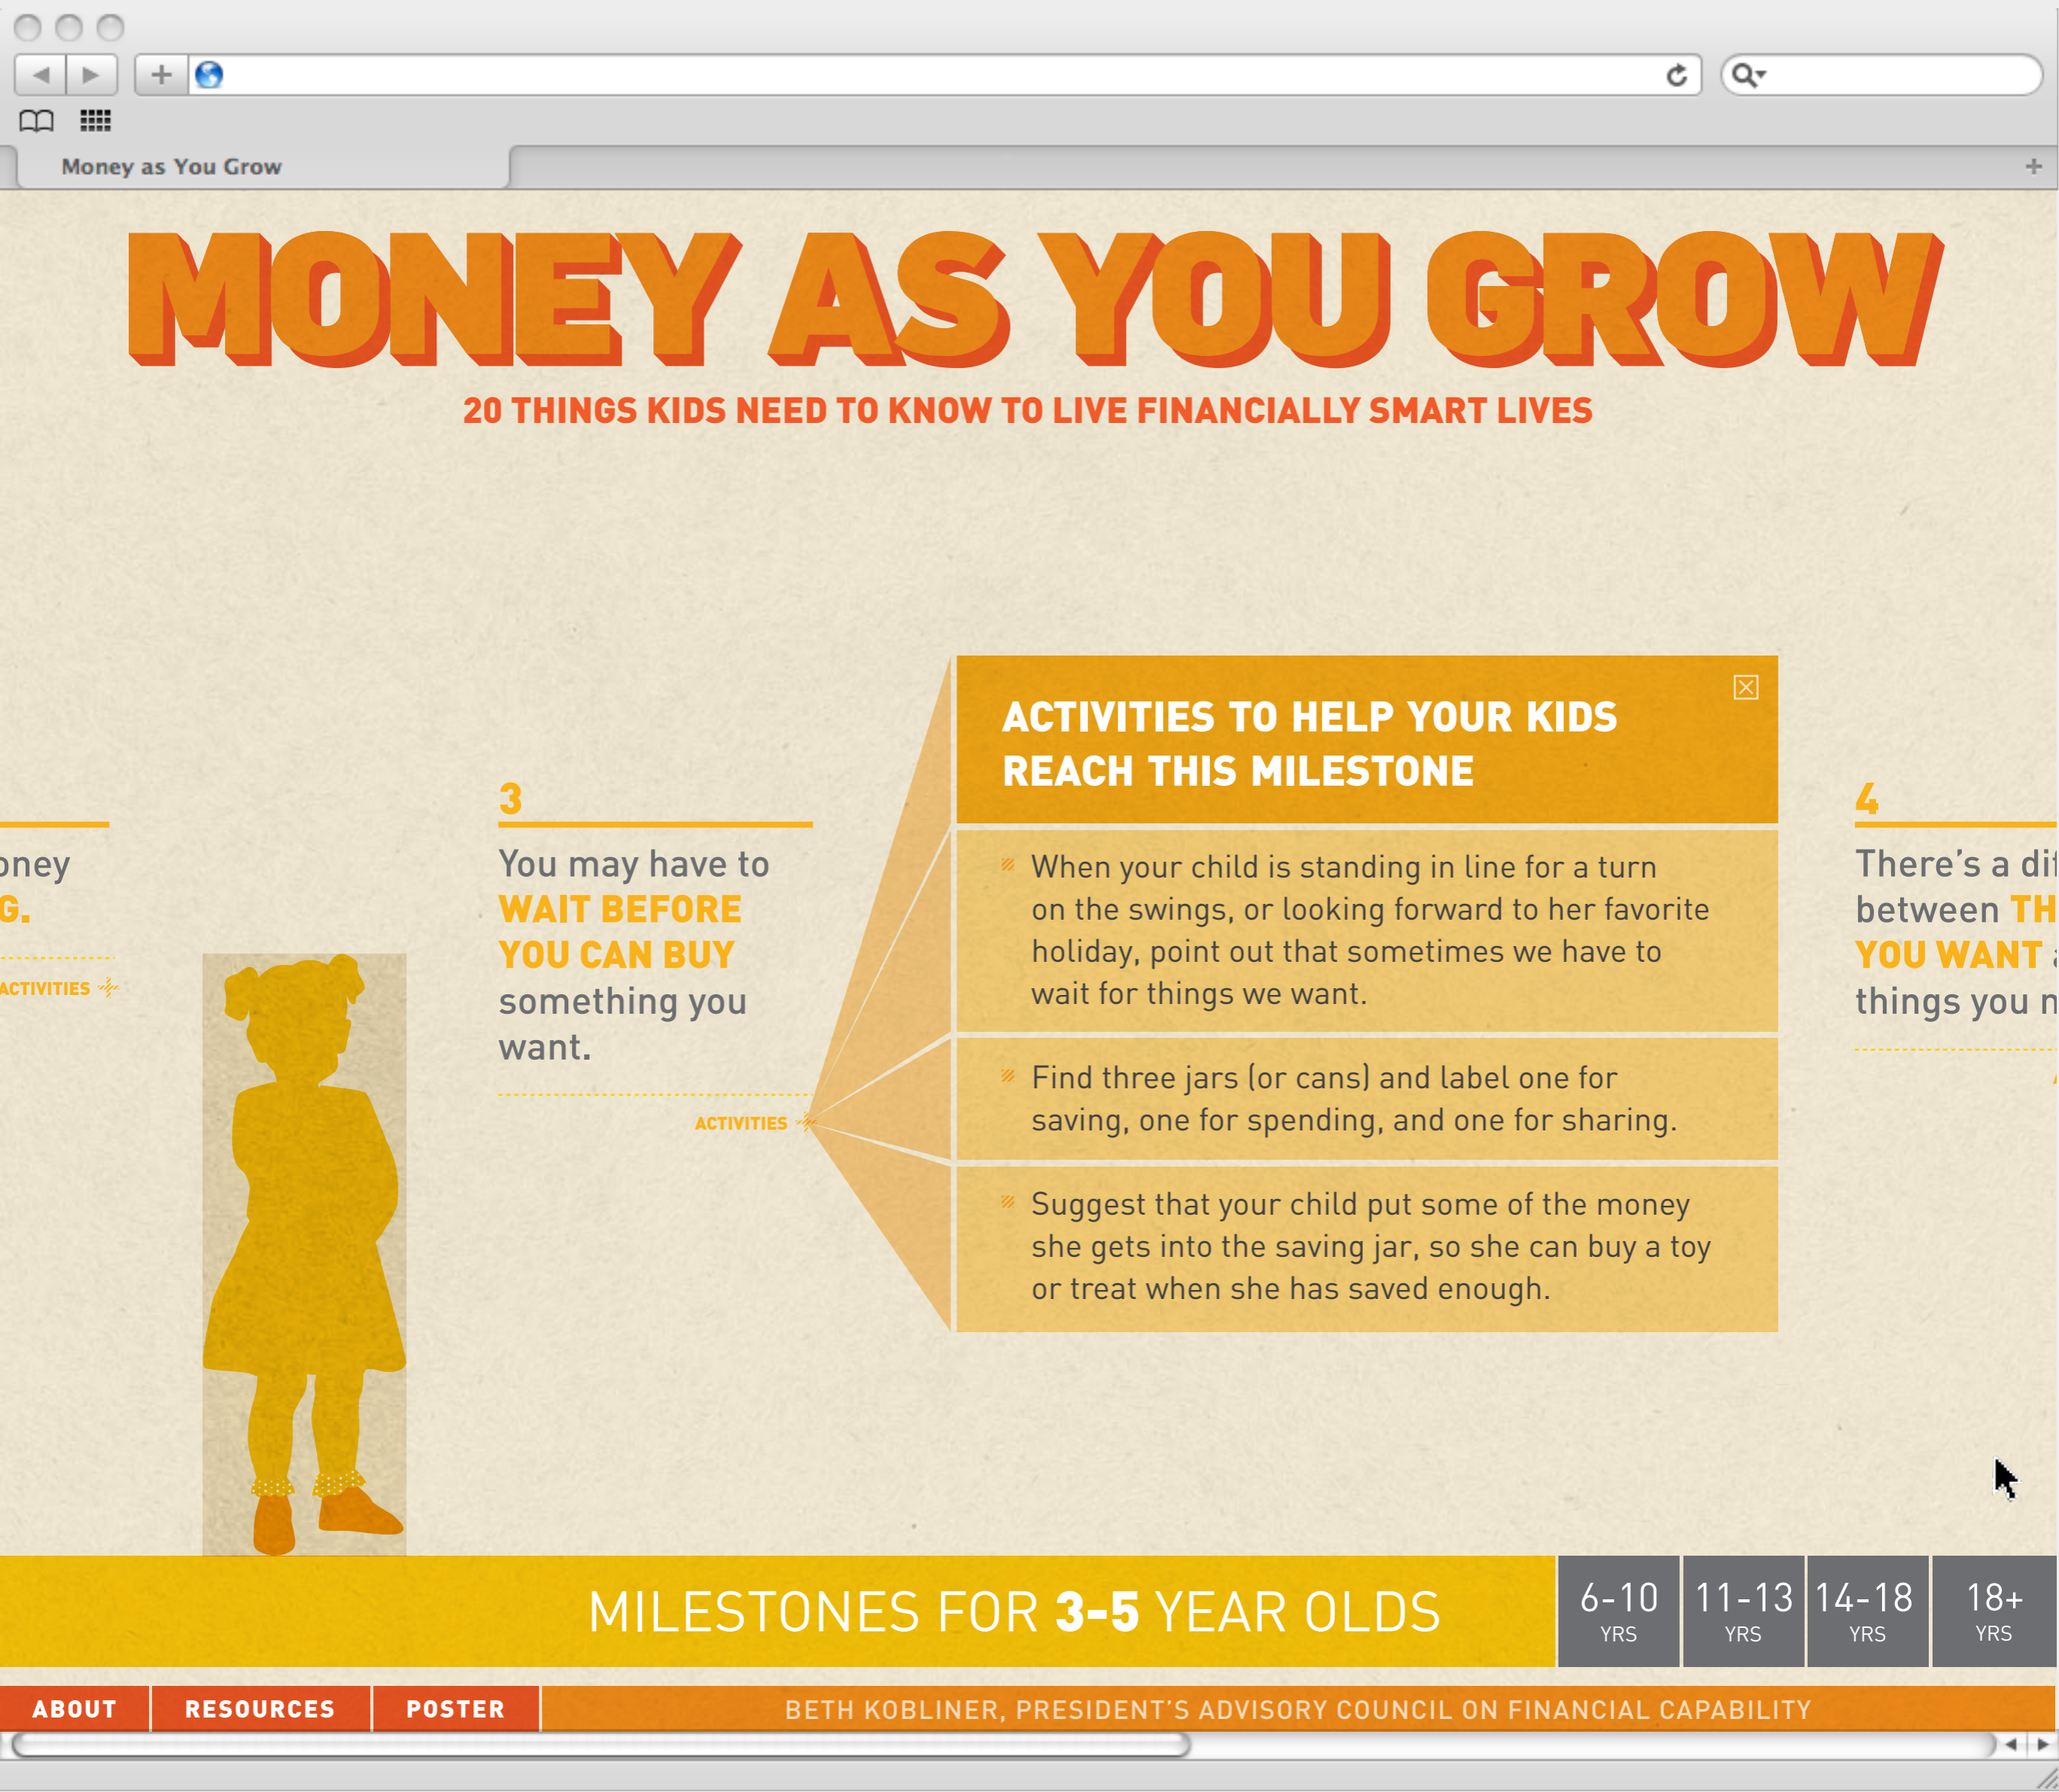 Money as You Grow
MONEY AS YOU GROW
20 THINGS KIDS NEED TO KNOW TO LIVE FINANCIALLY SMART LIVES
G.
ACTIVITIES
3
You may have to
WAIT BEFORE
YOU CAN BUY
something you
want.
ACTIVITIES
ACTIVITIES TO HELP YOUR KIDS
REACH THIS MILESTONE
When your child is standing in line for a turn
on the swings, or looking forward to her favorite
holiday, point out that sometimes we have to
wait for things we want.
Find three jars (or cans) and label one for
saving, one for spending, and one for sharing.
Suggest that your child put some of the money
she gets into the saving jar, so she can buy a toy
or treat when she has saved enough.
4
There's a
between
YOU WANT
things you
MILESTONES FOR 3-5 YEAR OLDS
6-10
YRS
11-13
YRS
14-18
YRS
18+
YRS
ABOUT
RESOURCES
POSTER
BETH KOBLINER, PRESIDENT'S ADVISORY COUNCIL ON FINANCIAL CAPABILITY